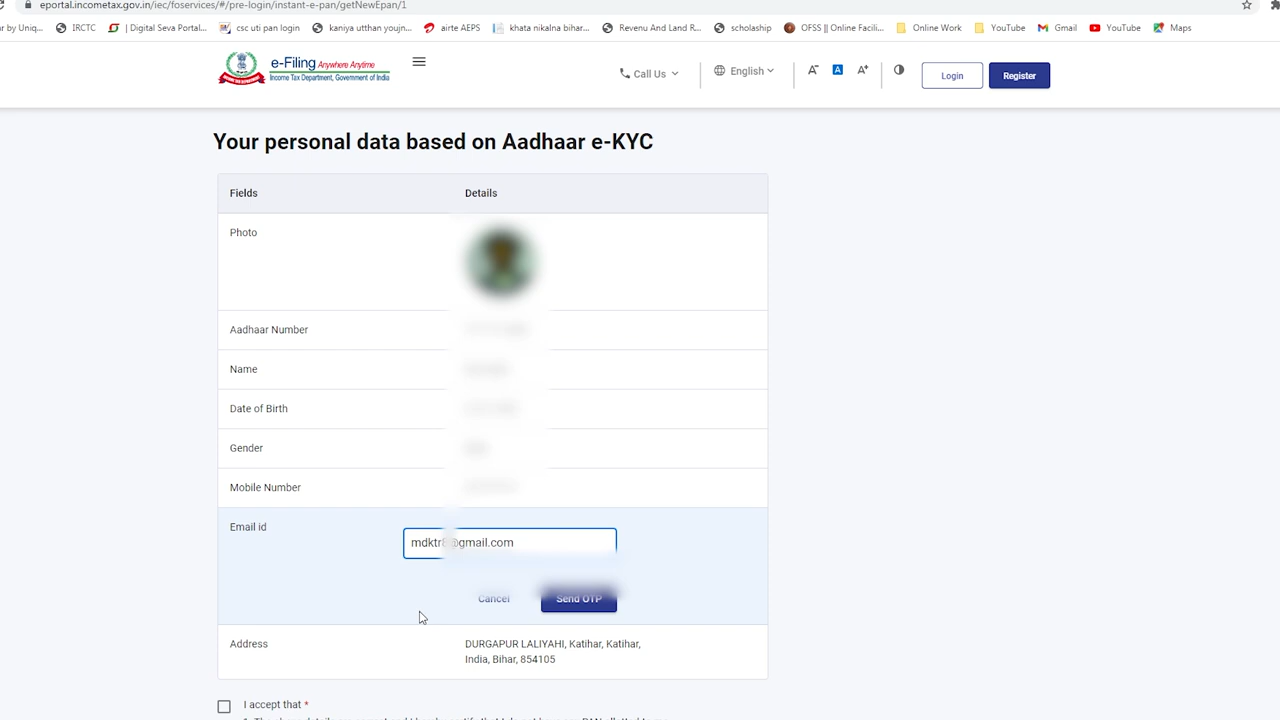 eportal.incometax.gov.in/iec/foservices/#/pre-login/instant-e-pan/getNewEpan/1
r by Uniq... IRCTC | Digital Seva Portal... csc uti pan login kaniya utthan youjn... airte AEPS khata nikalna bihar... Revenu And Land R... scholaship OFSS || Online Facili... Online Work YouTube Gmail YouTube Maps
e-Filing Anywhere Anytime
Income Tax Department, Government of India
Call Us English A- A A+ Login Register
Your personal data based on Aadhaar e-KYC
Fields Details
Photo
Aadhaar Number
Name
Date of Birth
Gender
Mobile Number
Email id
@gmail.com
Cancel Send OTP
Address DURGAPUR LALIYAHI, Katihar, Katihar,
India, Bihar, 854105
I accept that *